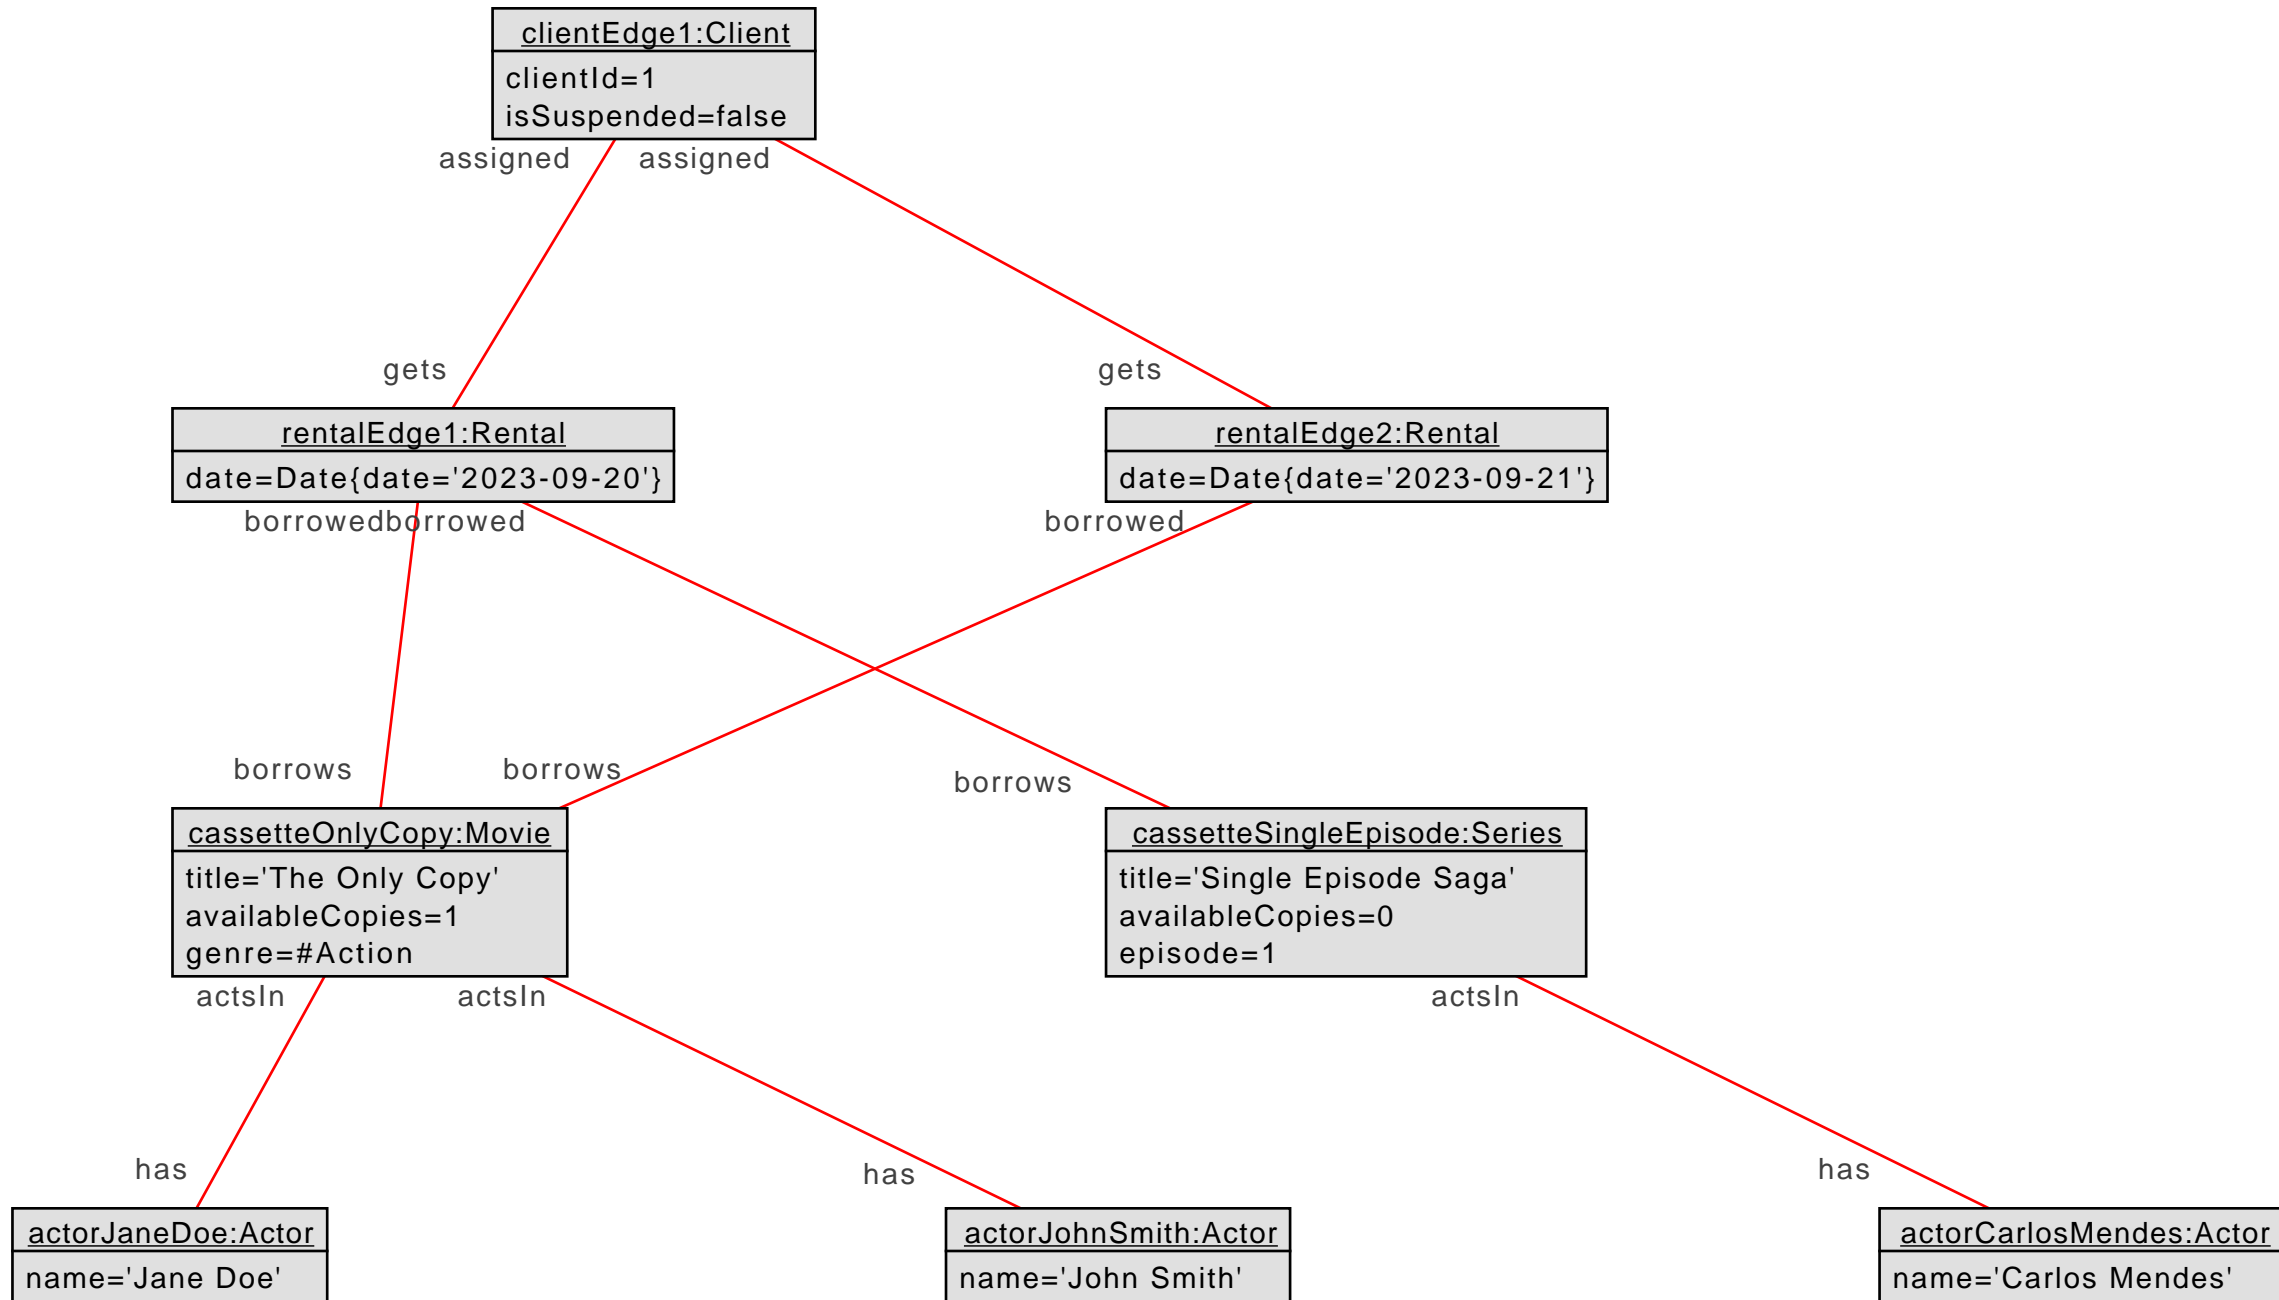 clientEdge1:Client
clientId=1
isSuspended=false
assigned assigned
gets gets
rentalEdge1:Rental
date=Date{date='2023-09-20'}
rentalEdge2:Rental
date=Date{date='2023-09-21'}
borrowedborrowed borrowed
borrows borrows borrows
cassetteOnlyCopy:Movie
title='The Only Copy'
availableCopies=1
genre=#Action
cassetteSingleEpisode:Series
title='Single Episode Saga'
availableCopies=0
episode=1
actsIn actsIn actsIn
has has has
actorJaneDoe:Actor
name='Jane Doe'
actorJohnSmith:Actor
name='John Smith'
actorCarlosMendes:Actor
name='Carlos Mendes'